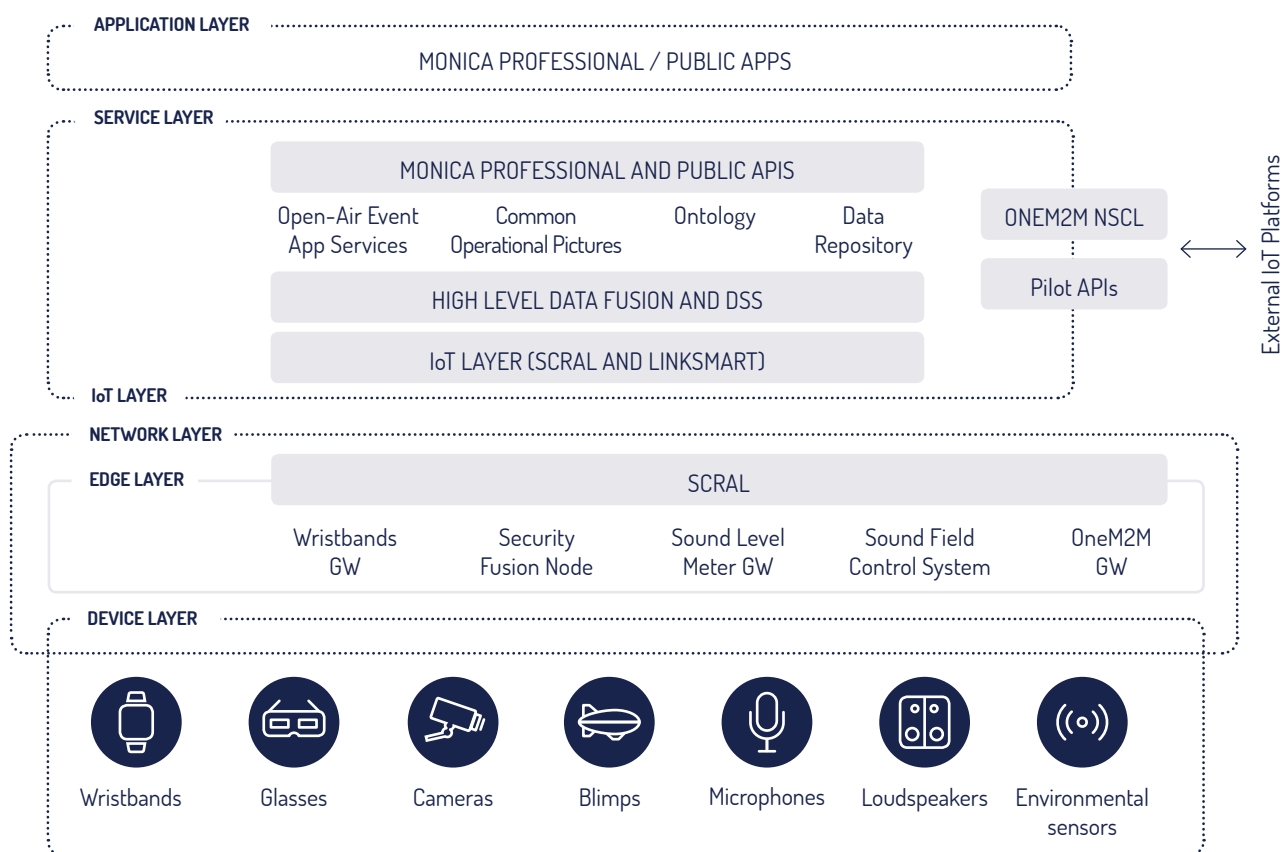 APPLICATION LAYER
MONICA PROFESSIONAL / PUBLIC APPS
SERVICE LAYER
MONICA PROFESSIONAL AND PUBLIC APIS
Open-Air Event
App Services
Common
Operational Pictures
Ontology
Data
Repository
HIGH LEVEL DATA FUSION AND DSS
IoT LAYER (SCRAL AND LINKSMART)
ONEM2M NSCL
Pilot APIs
External IoT Platforms
IoT LAYER
NETWORK LAYER
EDGE LAYER
SCRAL
Wristbands
GW
Security
Fusion Node
Sound Level
Meter GW
Sound Field
Control System
OneM2M
GW
DEVICE LAYER
Wristbands
Glasses
Cameras
Blimps
Microphones
Loudspeakers
Environmental
sensors